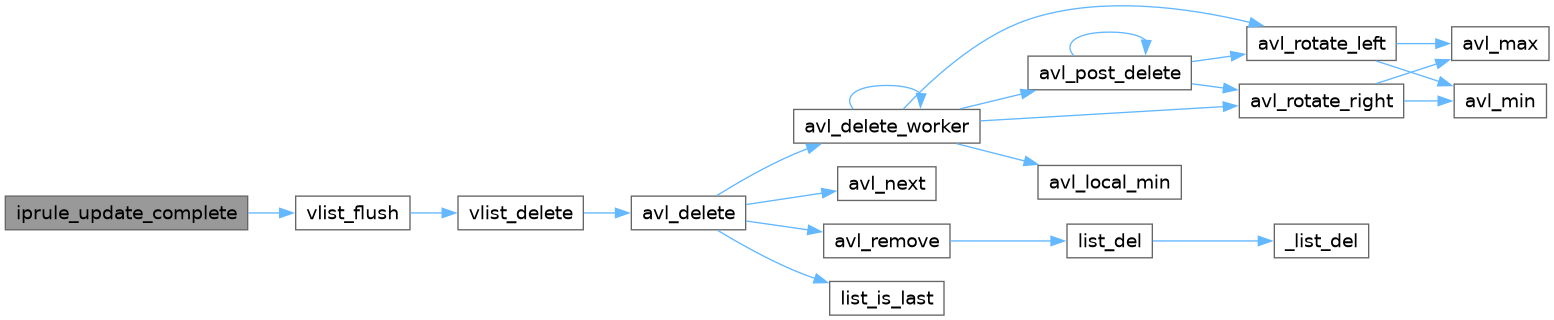 iprule_update_complete
vlist_flush
vlist_delete
avl_delete
avl_delete_worker
avl_next
avl_remove
list_is_last
avl_post_delete
avl_local_min
list_del
avl_rotate_left
avl_rotate_right
_list_del
avl_max
avl_min